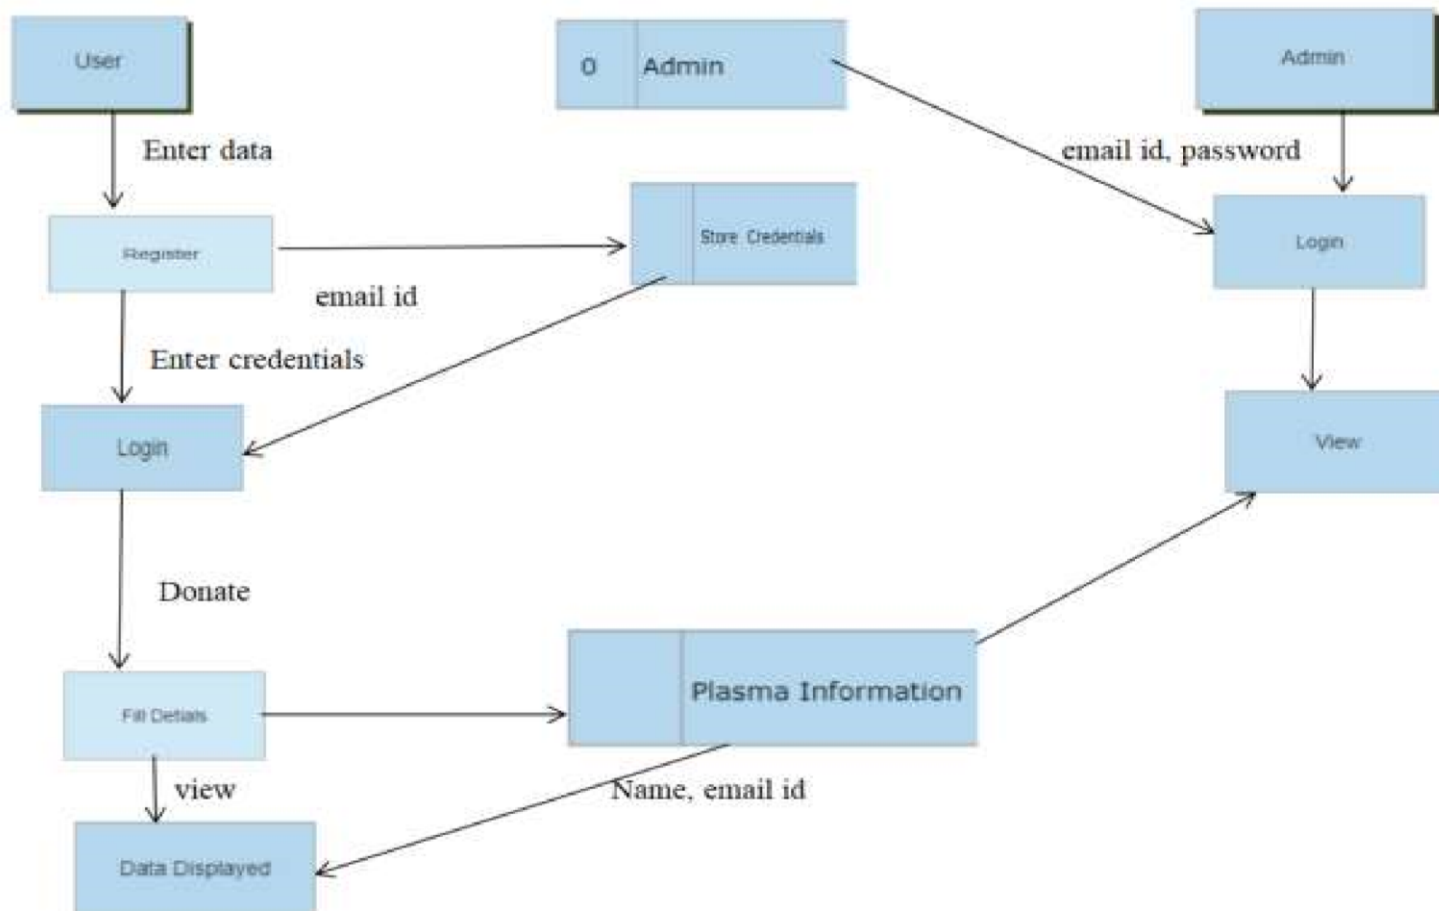 User
0 Admin
Admin
Enter data
email id, password
Register
Store Credentials
Login
email id
Enter credentials
Login
View
Donate
Plasma Information
Fill Detials
view
Name, email id
Data Displayed